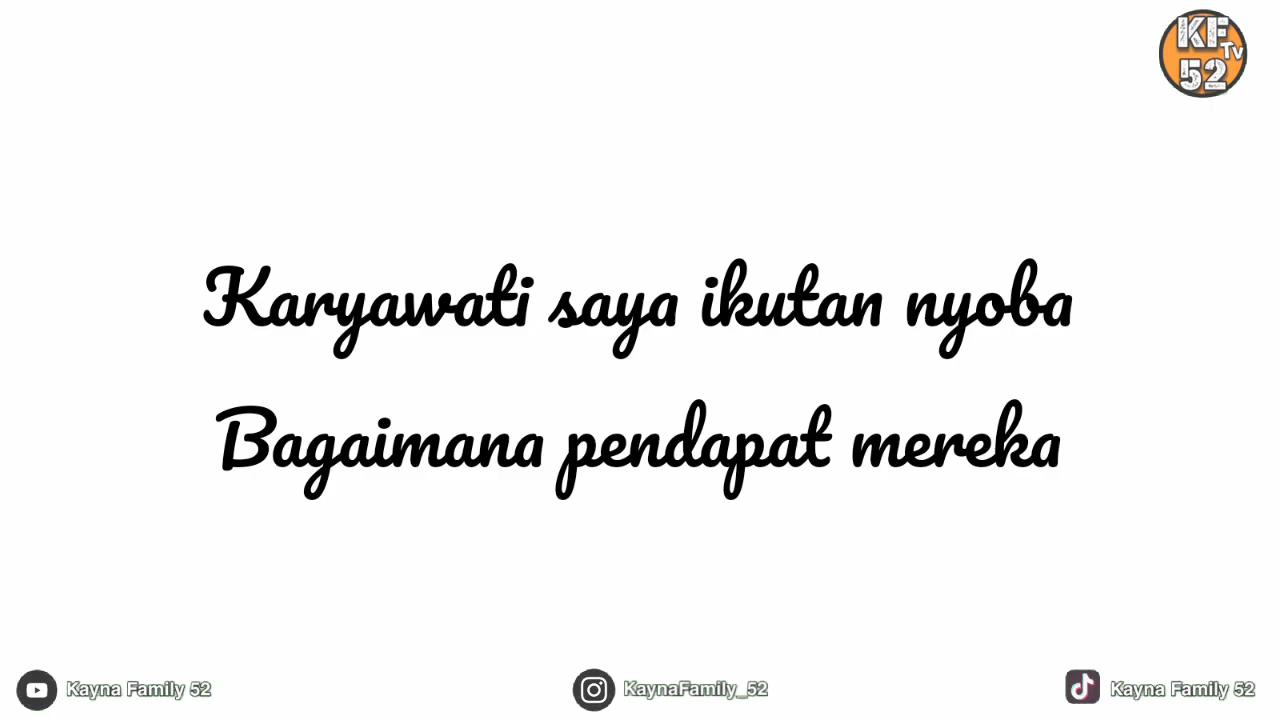 KF
Tv
52
Karyawati saya ikutan nyoba
Bagaimana pendapat mereka
Kayna Family 52
KaynaFamily_52
Kayna Family 52